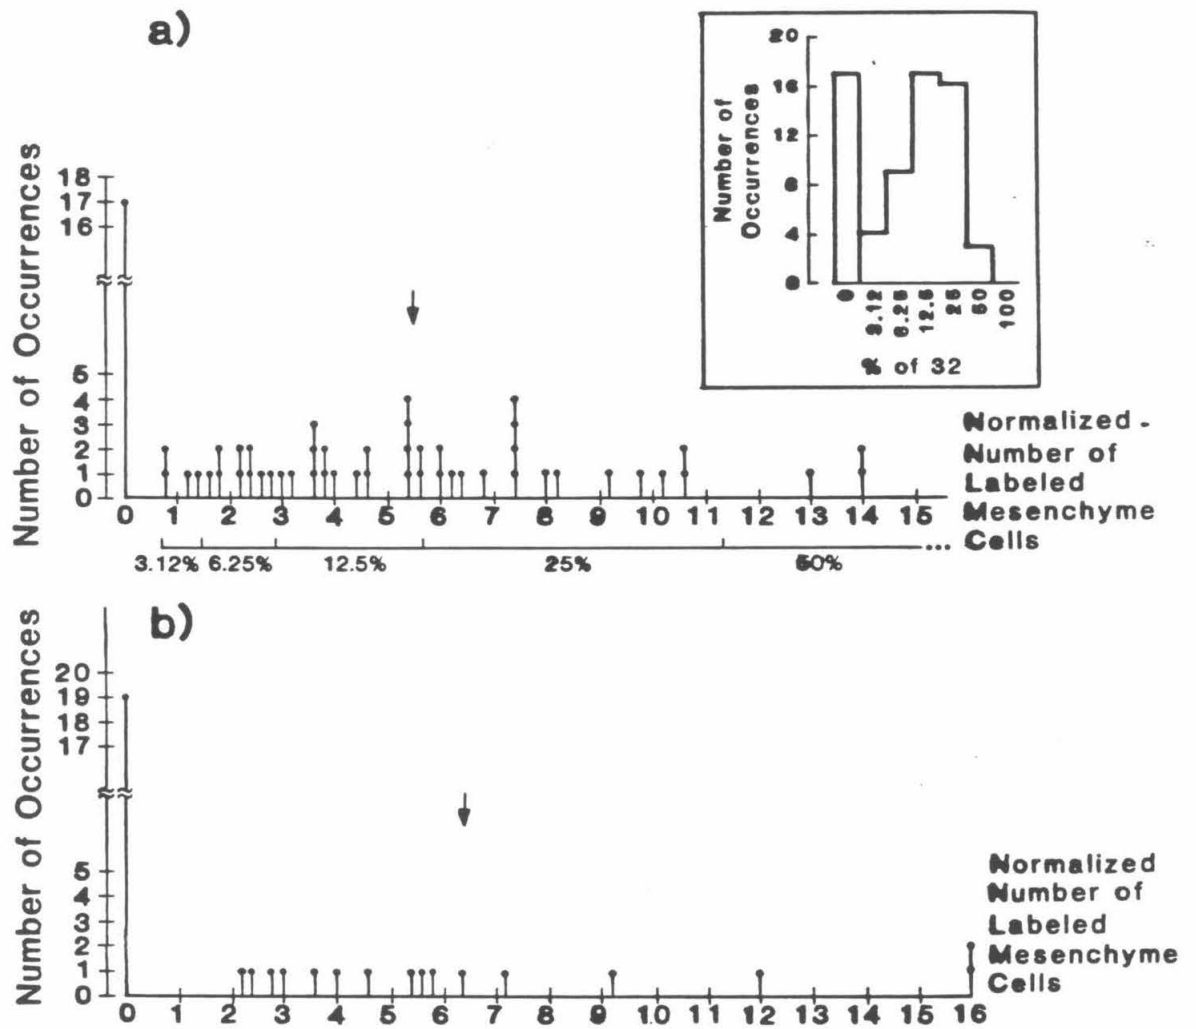 a)
Number of Occurrences
18
17
16
5
4
3
2
1
0
0 1 2 3 4 5 6 7 8 9 10 11 12 13 14 15
3.12% 6.25% 12.5% 25% 50%
...
Normalized
Number of
Labeled
Mesenchyme
Cells
Number of
Occurrences
20
16
12
8
4
0
0 3.12 6.25 12.5 25 50 100
% of 32
b)
Number of Occurrences
20
19
18
17
5
4
3
2
1
0
0 1 2 3 4 5 6 7 8 9 10 11 12 13 14 15 16
Normalized
Number of
Labeled
Mesenchyme
Cells